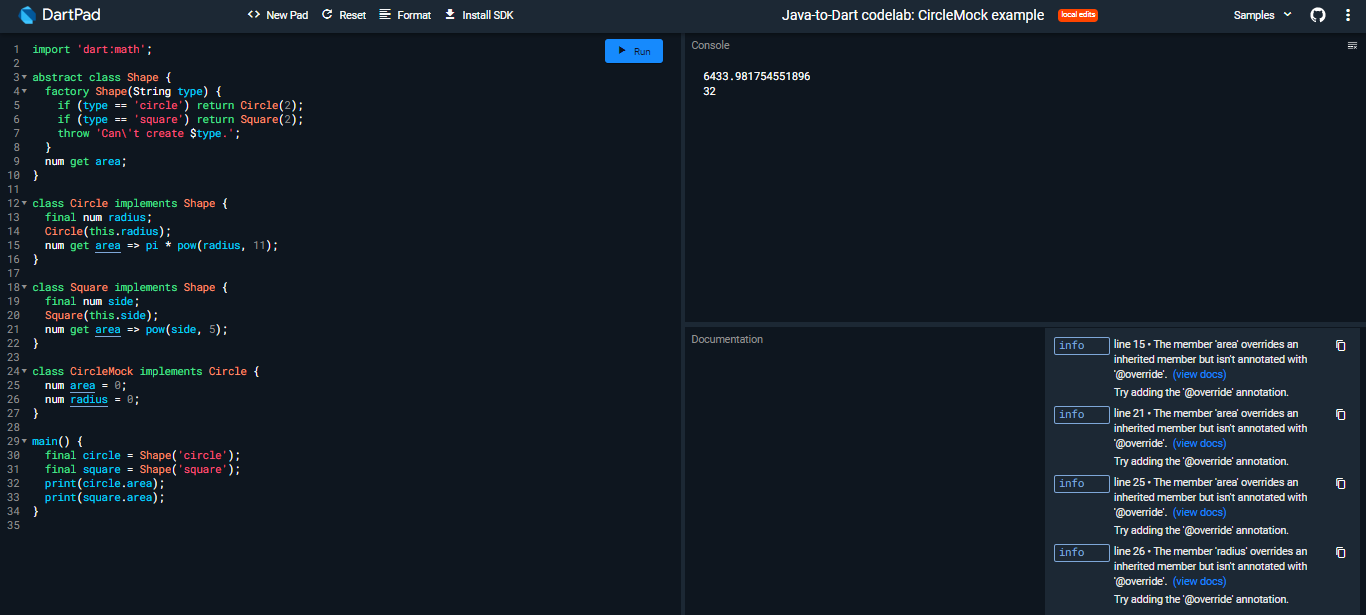 DartPad
<> New Pad
Reset
Format
Install SDK
Java-to-Dart codelab: CircleMock example
local edits
Samples
1 import 'dart:math';
2
3 abstract class Shape {
4   factory Shape(String type) {
5     if (type == 'circle') return Circle(2);
6     if (type == 'square') return Square(2);
7     throw 'Can\'t create $type.';
8   }
9   num get area;
10 }
11
12 class Circle implements Shape {
13   final num radius;
14   Circle(this.radius);
15   num get area => pi * pow(radius, 11);
16 }
17
18 class Square implements Shape {
19   final num side;
20   Square(this.side);
21   num get area => pow(side, 5);
22 }
23
24 class CircleMock implements Circle {
25   num area = 0;
26   num radius = 0;
27 }
28
29 main() {
30   final circle = Shape('circle');
31   final square = Shape('square');
32   print(circle.area);
33   print(square.area);
34 }
35
Run
Console
6433.981754551896
32
Documentation
info
line 15 • The member 'area' overrides an
inherited member but isn't annotated with
'@override'. (view docs)
Try adding the '@override' annotation.
info
line 21 • The member 'area' overrides an
inherited member but isn't annotated with
'@override'. (view docs)
Try adding the '@override' annotation.
info
line 25 • The member 'area' overrides an
inherited member but isn't annotated with
'@override'. (view docs)
Try adding the '@override' annotation.
info
line 26 • The member 'radius' overrides an
inherited member but isn't annotated with
'@override'. (view docs)
Try adding the '@override' annotation.